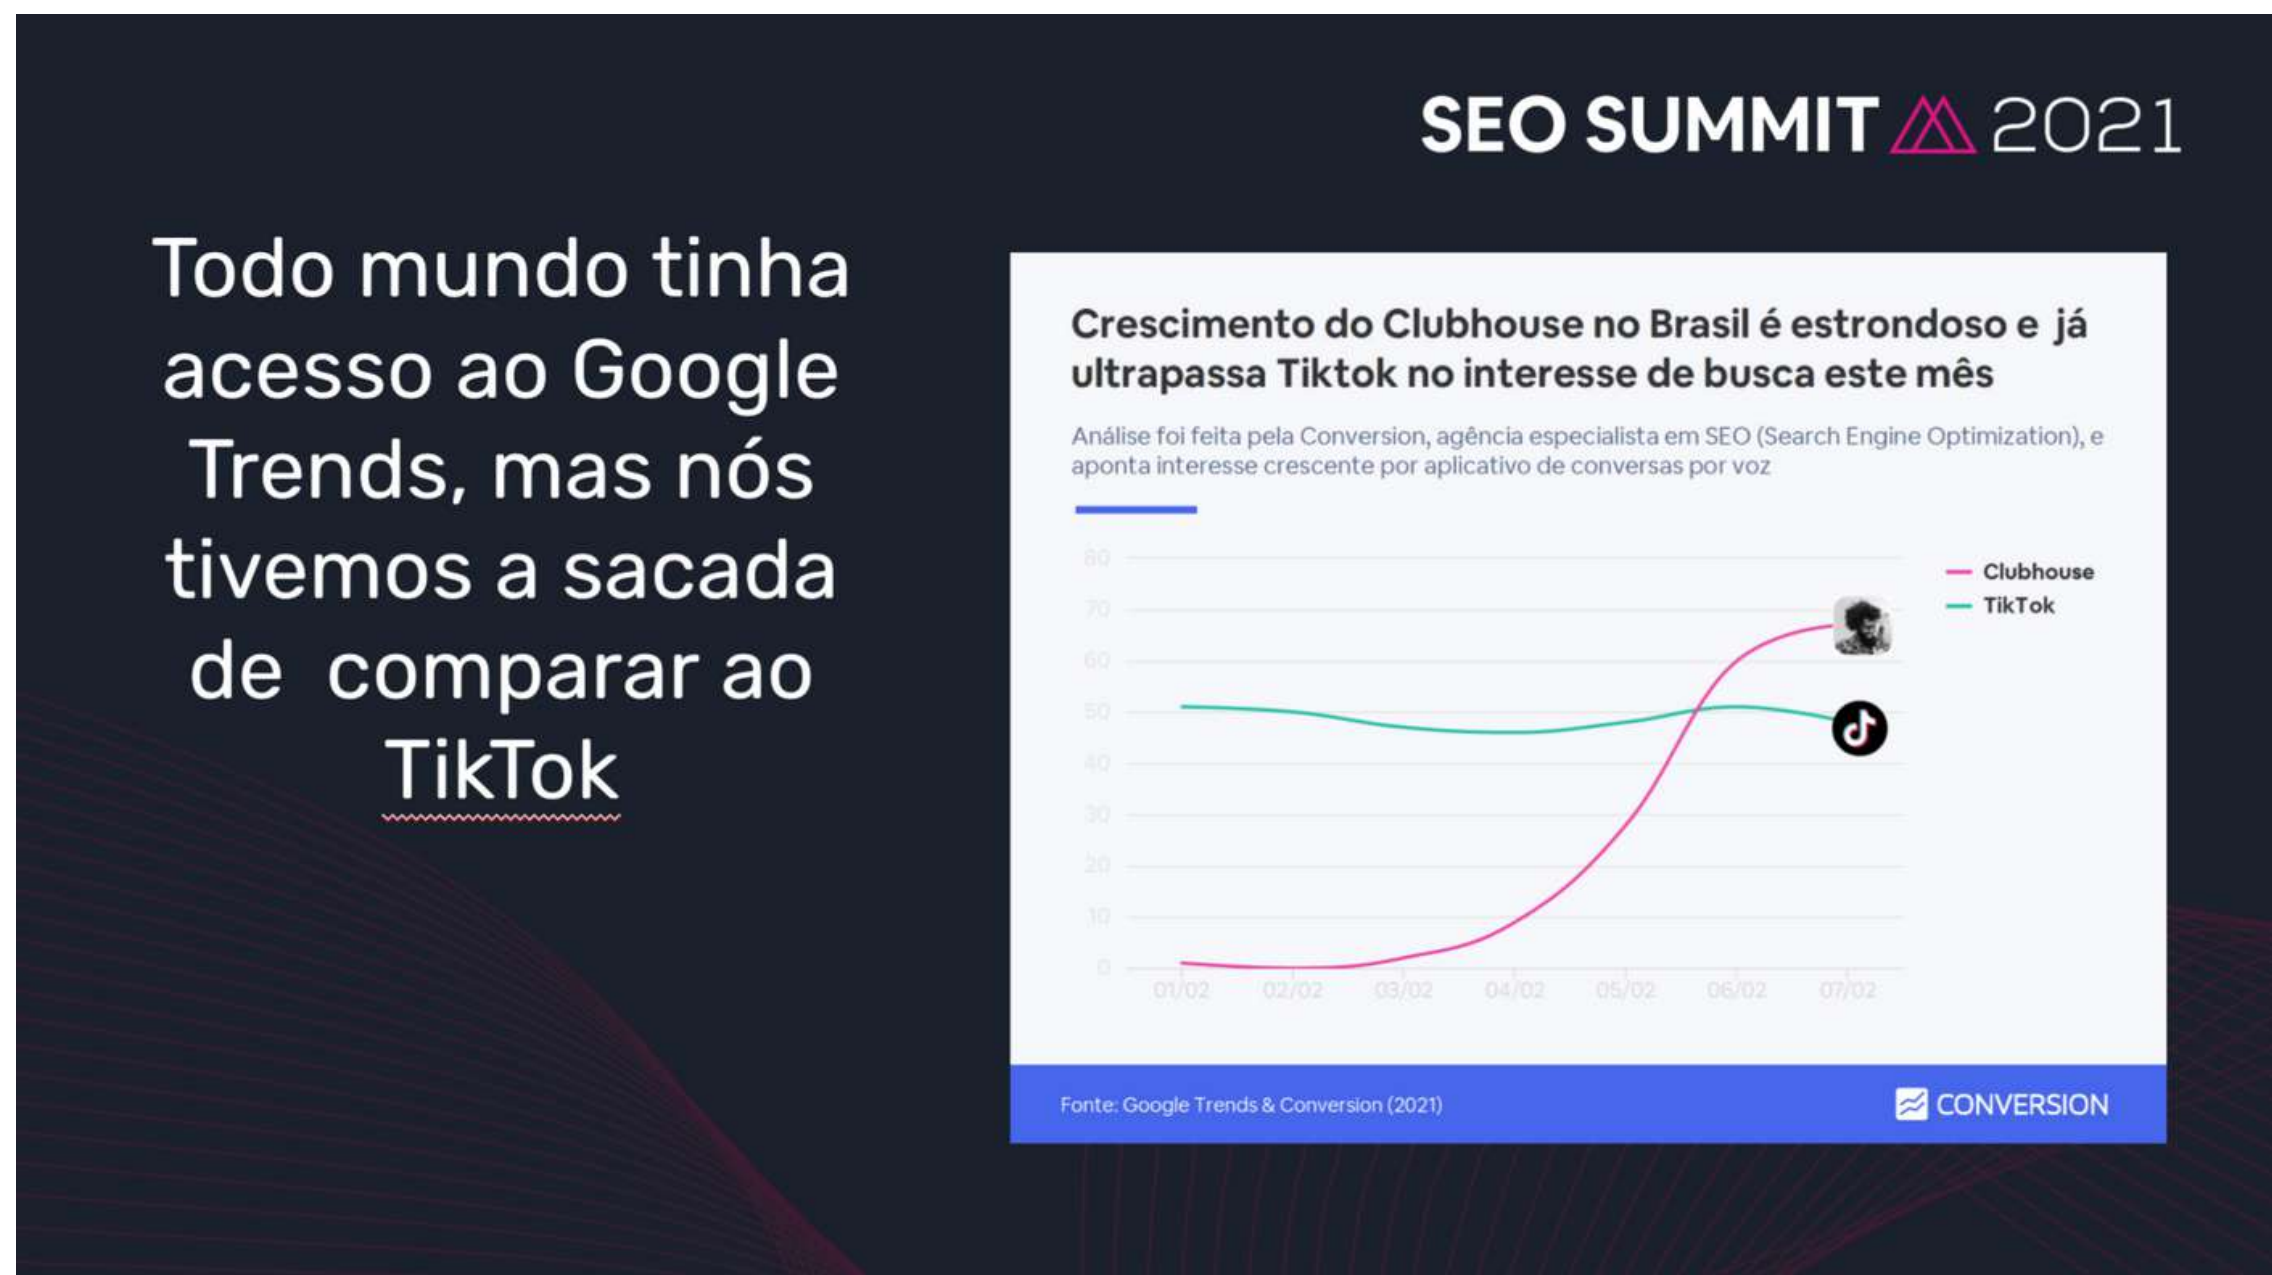 SEO SUMMIT 2021
Todo mundo tinha
acesso ao Google
Trends, mas nós
tivemos a sacada
de comparar ao
TikTok
Crescimento do Clubhouse no Brasil é estrondoso e já
ultrapassa Tiktok no interesse de busca este mês
Análise foi feita pela Conversion, agência especialista em SEO (Search Engine Optimization), e
aponta interesse crescente por aplicativo de conversas por voz
80
70
60
50
40
30
20
10
0
01/02 02/02 03/02 04/02 05/02 06/02 07/02
Clubhouse
TikTok
Fonte: Google Trends & Conversion (2021)
CONVERSION